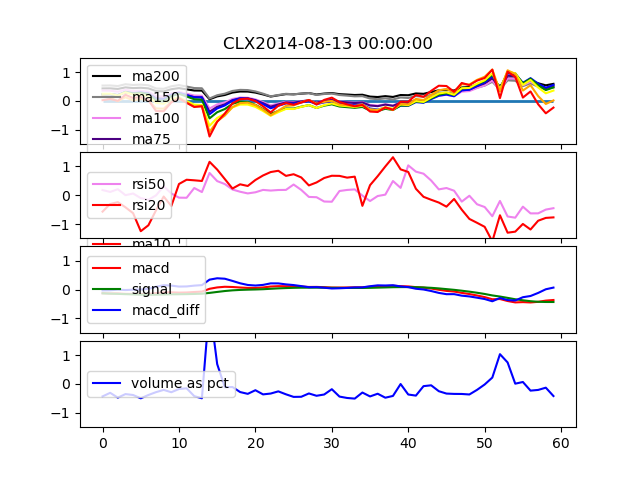 CLX2014-08-13 00:00:00
1
0
−1
ma200
ma150
ma100
ma75
ma10
1
0
−1
rsi50
rsi20
1
0
−1
macd
signal
macd_diff
1
0
−1
volume as pct
0 10 20 30 40 50 60